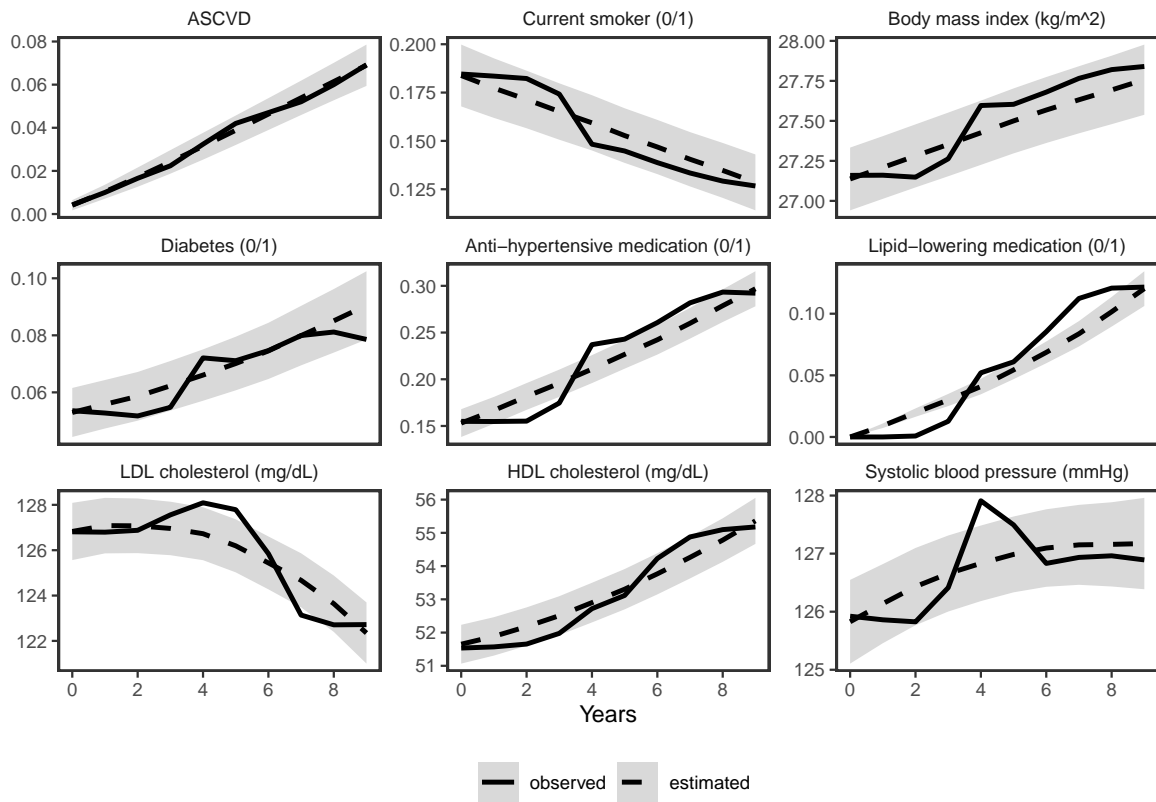 ASCVD
Current smoker (0/1)
Body mass index (kg/m^2)
0.08
0.06
0.04
0.02
0.00
0.200
0.175
0.150
0.125
28.00
27.75
27.50
27.25
27.00
Diabetes (0/1)
Anti−hypertensive medication (0/1)
Lipid−lowering medication (0/1)
0.10
0.08
0.06
0.30
0.25
0.20
0.15
0.10
0.05
0.00
LDL cholesterol (mg/dL)
HDL cholesterol (mg/dL)
Systolic blood pressure (mmHg)
128
126
124
122
56
55
54
53
52
51
128
127
126
125
0 2 4 6 8
0 2 4 6 8
0 2 4 6 8
Years
observed
estimated